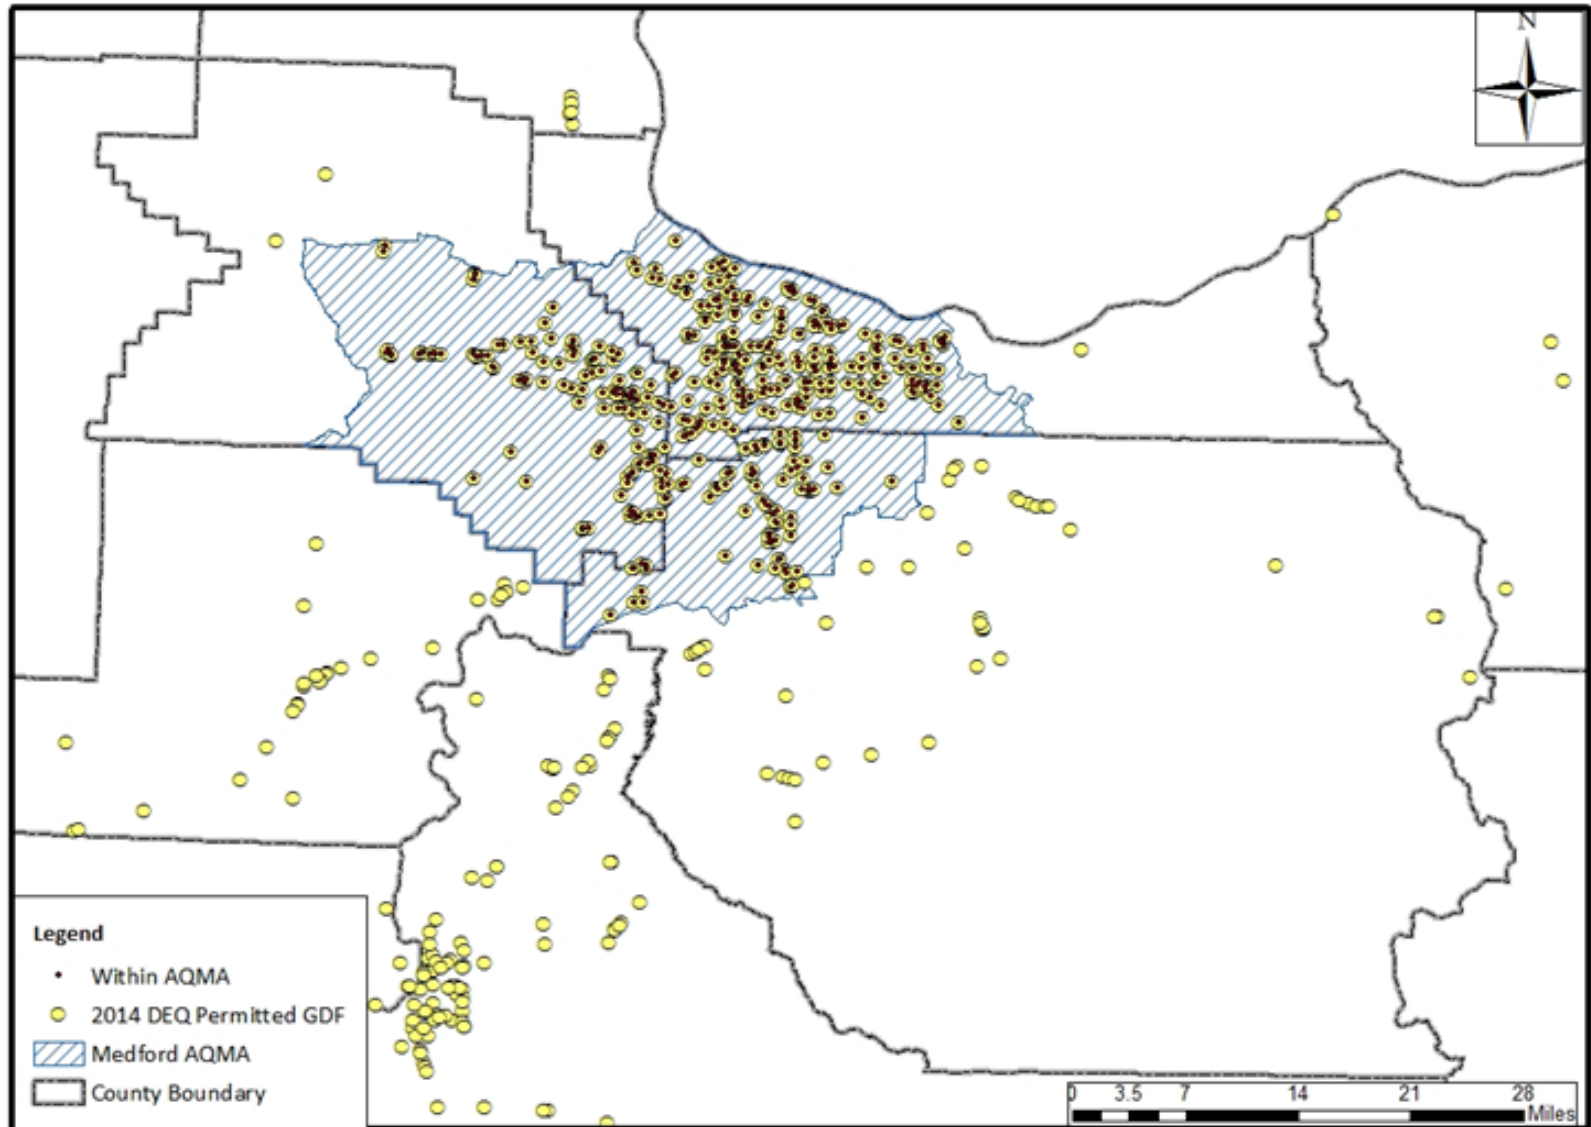 N
Legend
Within AQMA
2014 DEQ Permitted GDF
Medford AQMA
County Boundary
0 3.5 7 14 21 28
Miles